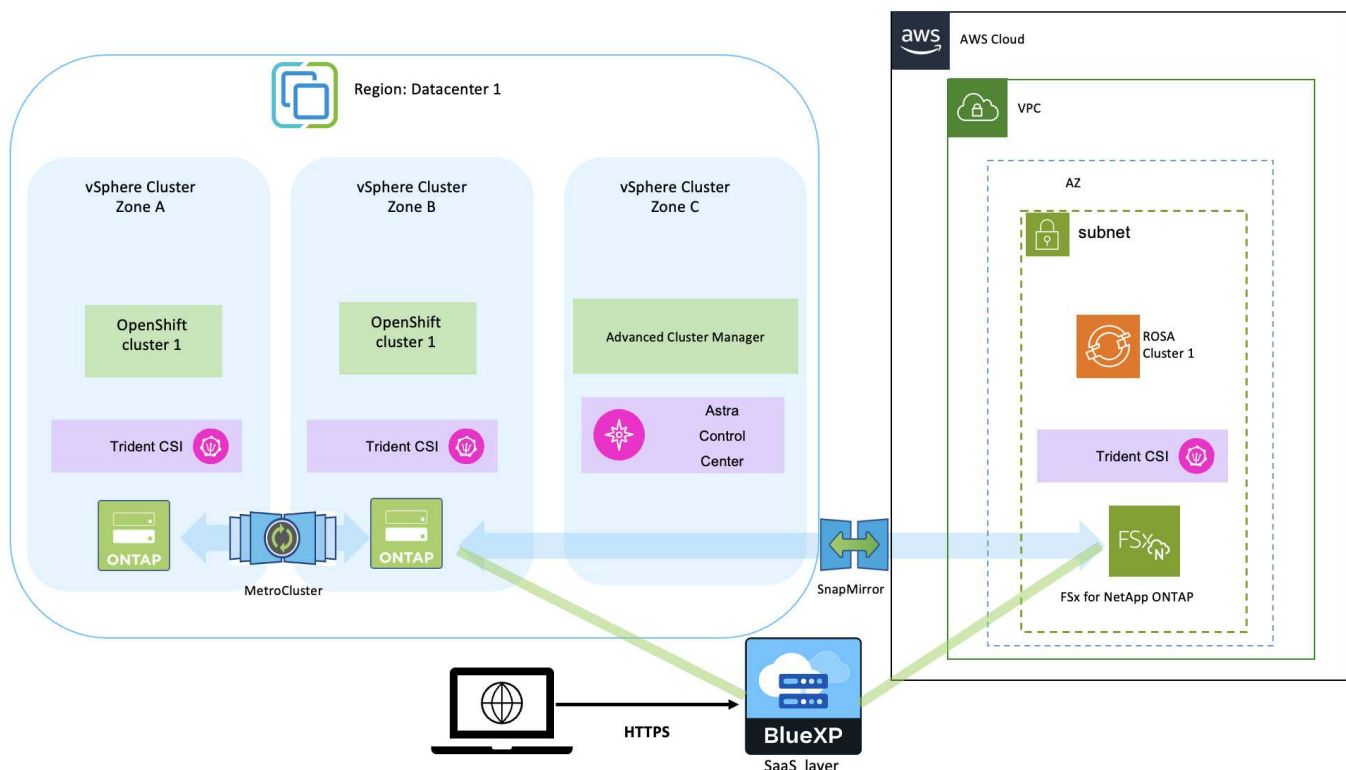 aws
AWS Cloud
Region: Datacenter 1
VPC
vSphere Cluster
Zone A
vSphere Cluster
Zone B
vSphere Cluster
Zone C
AZ
subnet
OpenShift
cluster 1
OpenShift
cluster 1
Advanced Cluster Manager
ROSA
Cluster 1
Trident CSI
Trident CSI
Astra
Control
Center
Trident CSI
ONTAP
MetroCluster
ONTAP
SnapMirror
FSx
N
FSx for NetApp ONTAP
HTTPS
BlueXP
SaaS layer